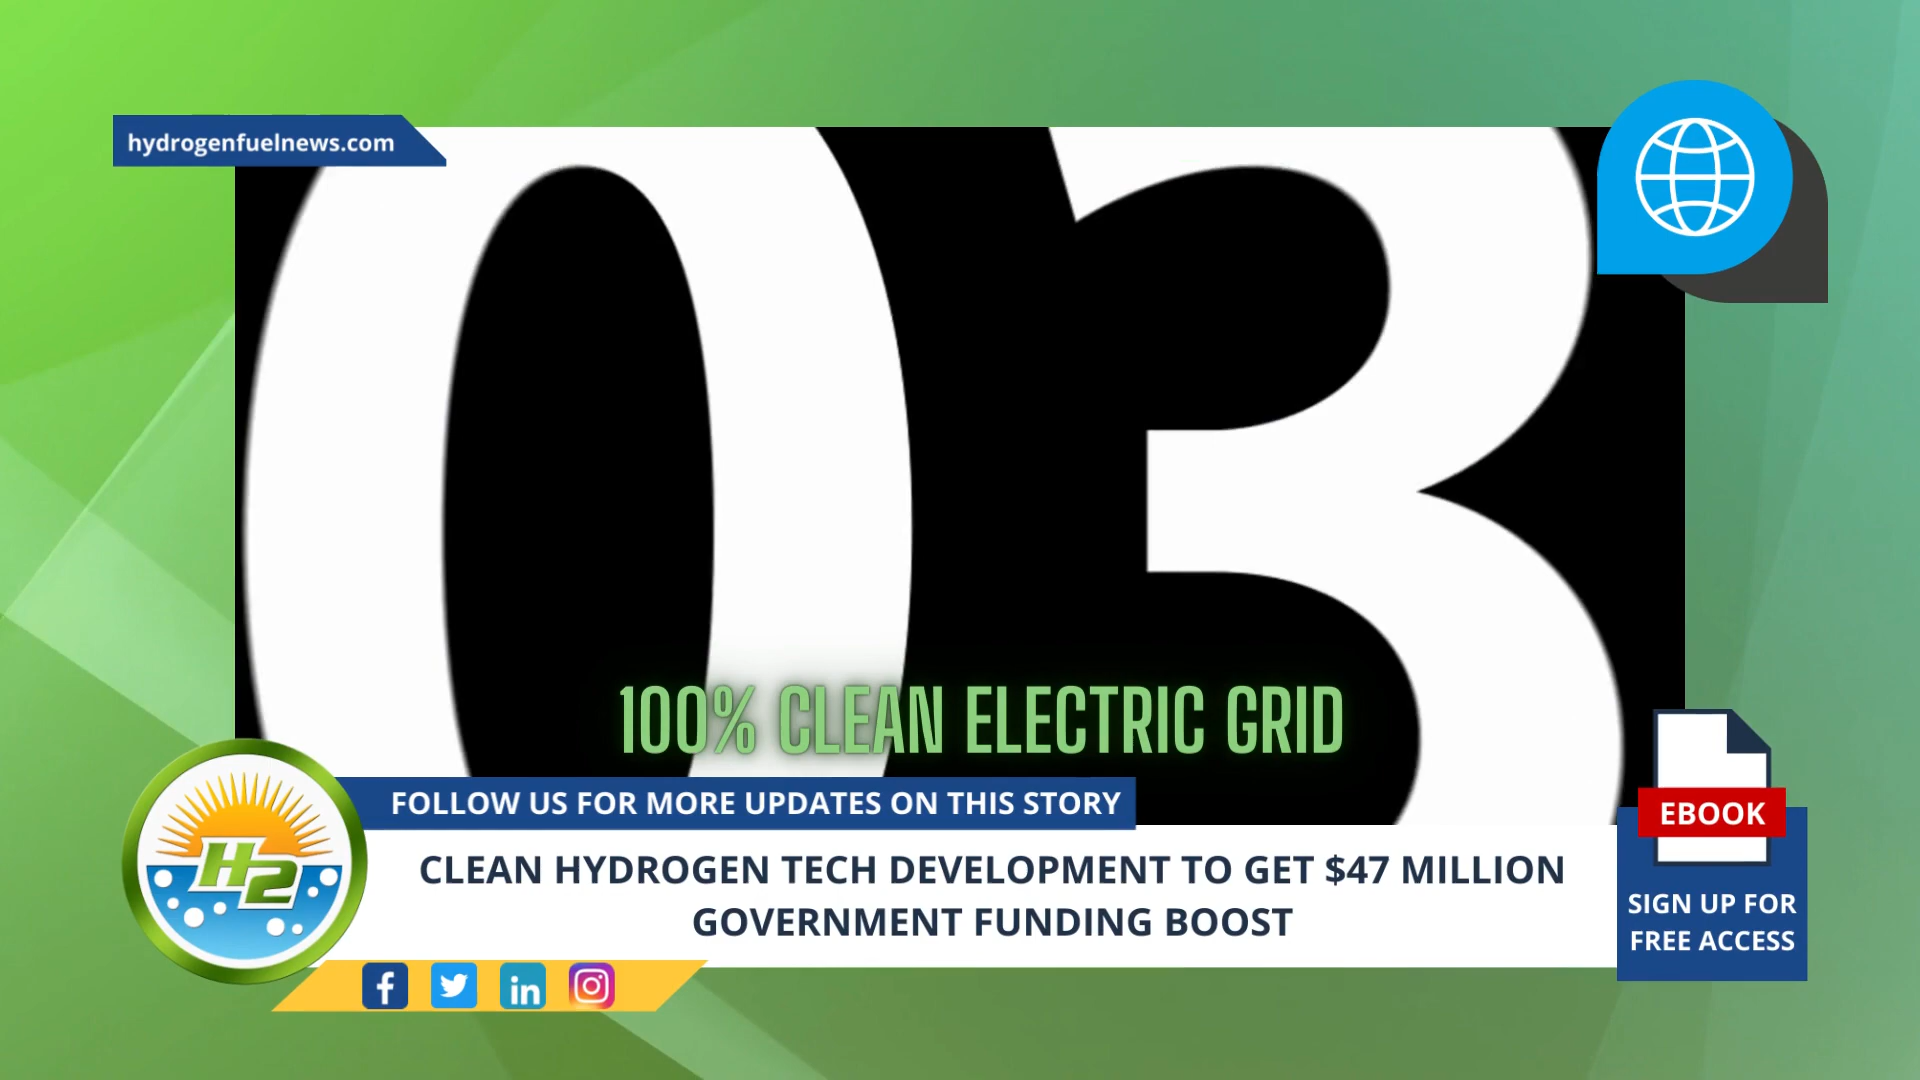 hydrogenfuelnews.com
03
100% CLEAN ELECTRIC GRID
FOLLOW US FOR MORE UPDATES ON THIS STORY
H2
CLEAN HYDROGEN TECH DEVELOPMENT TO GET $47 MILLION
GOVERNMENT FUNDING BOOST
EBOOK
SIGN UP FOR
FREE ACCESS
f
in